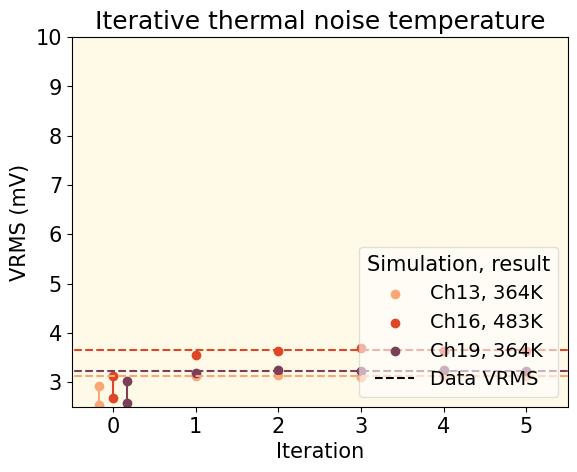 Iterative thermal noise temperature
10
9
8
7
6
5
4
3
VRMS (mV)
Simulation, result
Ch13, 364K
Ch16, 483K
Ch19, 364K
Data VRMS
0 1 2 3 4 5
Iteration